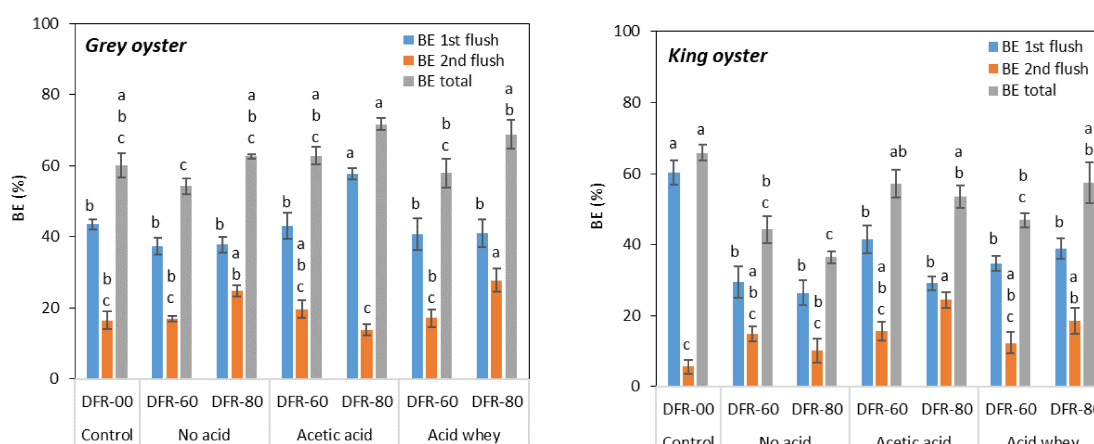 100
Grey oyster
BE 1st flush
BE 2nd flush
BE total
80
60
40
20
0
BE (%)
b
b
c
a
b
c
b
b
c
c
b
a
b
a
b
c
b
a
b
c
a
b
c
a
c
a
b
b
c
b
c
b
a
a
b
DFR-00 DFR-60 DFR-80 DFR-60 DFR-80 DFR-60 DFR-80
Control No acid Acetic acid Acid whey
100
King oyster
BE 1st flush
BE 2nd flush
BE total
80
60
40
20
0
BE (%)
a
c
a
b
a
b
c
b
c
b
b
c
c
b
a
b
c
ab
b
a
a
b
b
a
b
c
b
c
b
a
b
a
b
DFR-00 DFR-60 DFR-80 DFR-60 DFR-80 DFR-60 DFR-80
Control No acid Acetic acid Acid whey